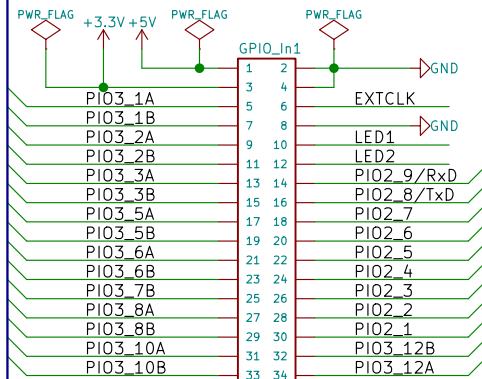 PWR_FLAG PWR_FLAG PWR_FLAG
+3.3V +5V
GPIO_In1
1 2 GND
3 4
PIO3_1A 5 6 EXTCLK
PIO3_1B 7 8 GND
PIO3_2A 9 10 LED1
PIO3_2B 11 12 LED2
PIO3_3A 13 14 PIO2_9/RxD
PIO3_3B 15 16 PIO2_8/TxD
PIO3_5A 17 18 PIO2_7
PIO3_5B 19 20 PIO2_6
PIO3_6A 21 22 PIO2_5
PIO3_6B 23 24 PIO2_4
PIO3_7B 25 26 PIO2_3
PIO3_8A 27 28 PIO2_2
PIO3_8B 29 30 PIO2_1
PIO3_10A 31 32 PIO3_12B
PIO3_10B 33 34 PIO3_12A